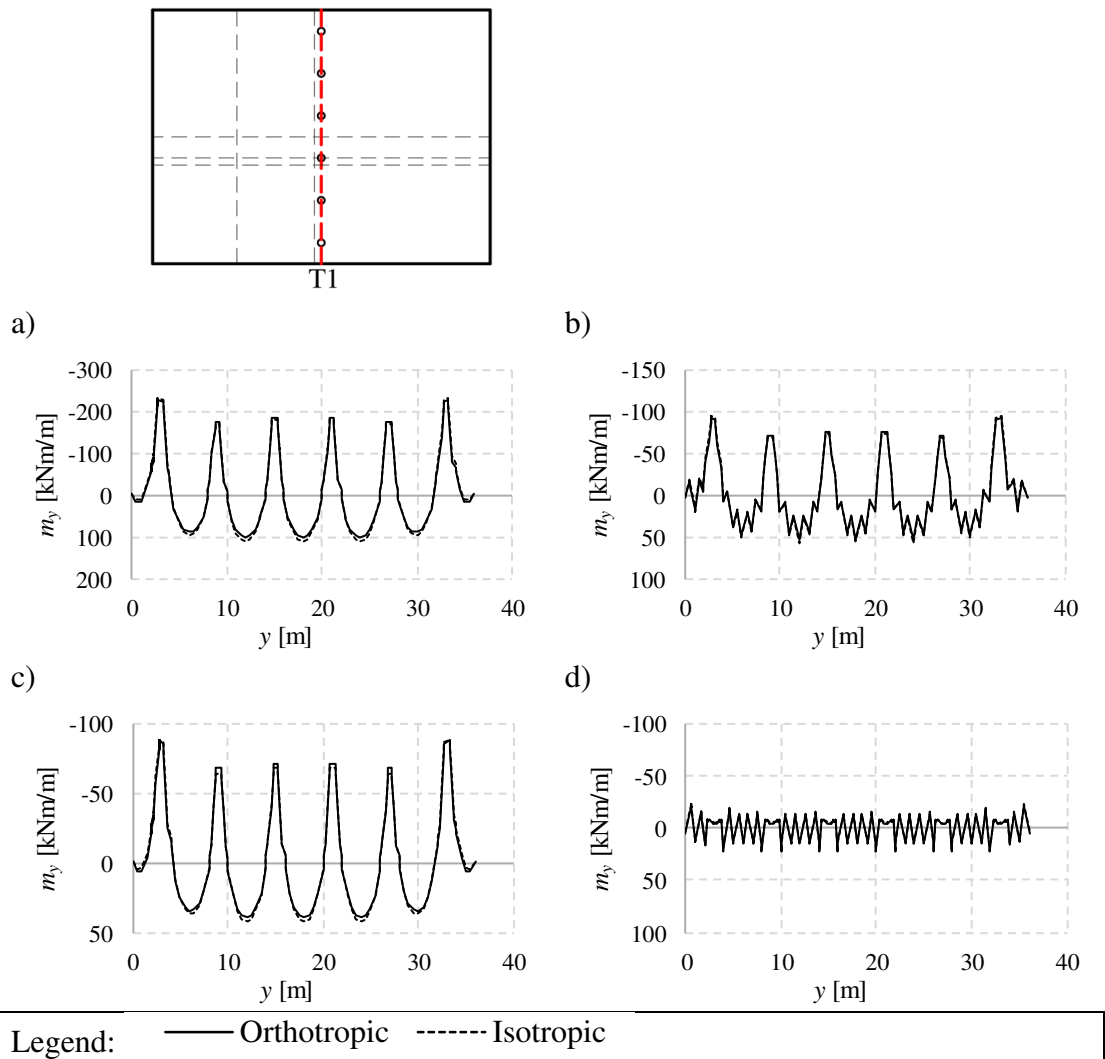 T1
a) b)
-300 -150
-200 -100
-100 -50
0 0
100 50
200 100
m_y [kNm/m] m_y [kNm/m]
0 10 20 30 40 0 10 20 30 40
y [m] y [m]
c) d)
-100 -100
-50 -50
0 0
50 50
100
m_y [kNm/m] m_y [kNm/m]
0 10 20 30 40 0 10 20 30 40
y [m] y [m]
Legend: Orthotropic Isotropic